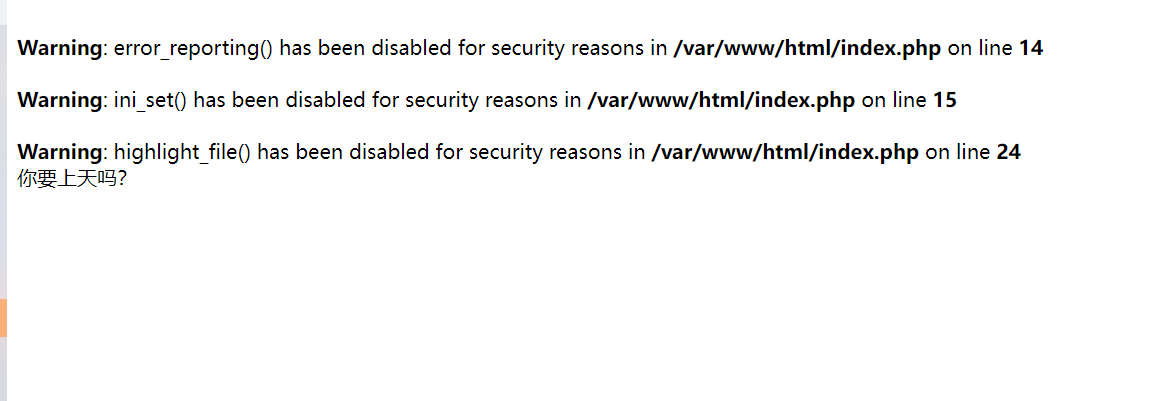 Warning: error_reporting() has been disabled for security reasons in /var/www/html/index.php on line 14
Warning: ini_set() has been disabled for security reasons in /var/www/html/index.php on line 15
Warning: highlight_file() has been disabled for security reasons in /var/www/html/index.php on line 24
你要上天吗?